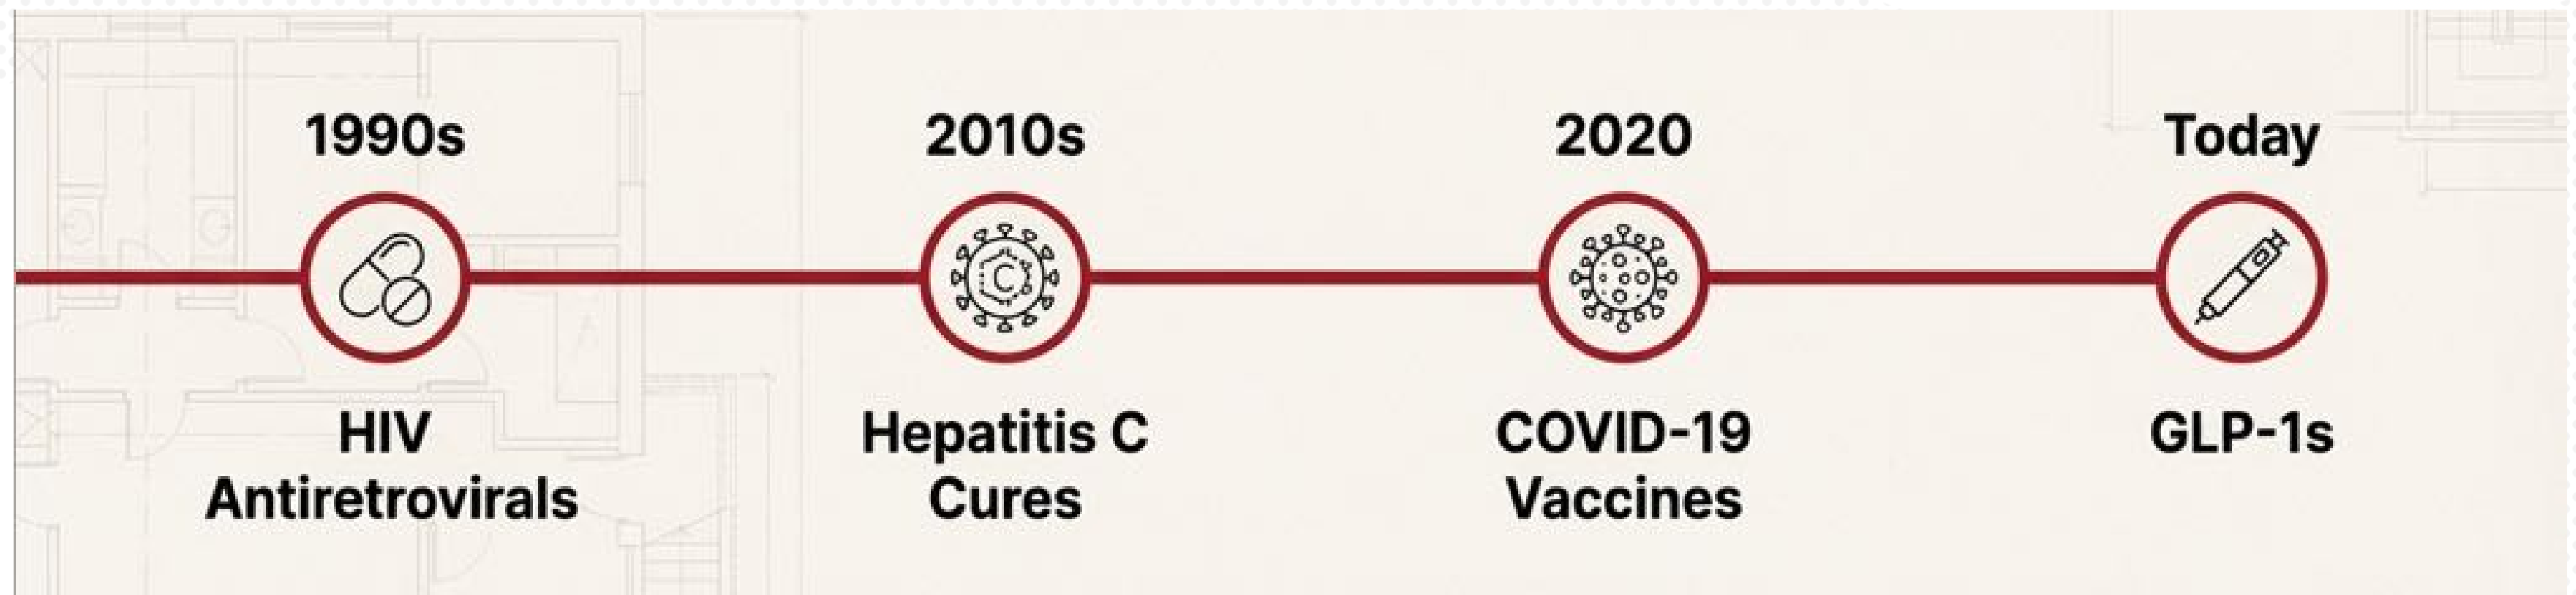 1990s
HIV
Antiretrovirals
2010s
C
Hepatitis C
Cures
2020
COVID-19
Vaccines
Today
GLP-1s